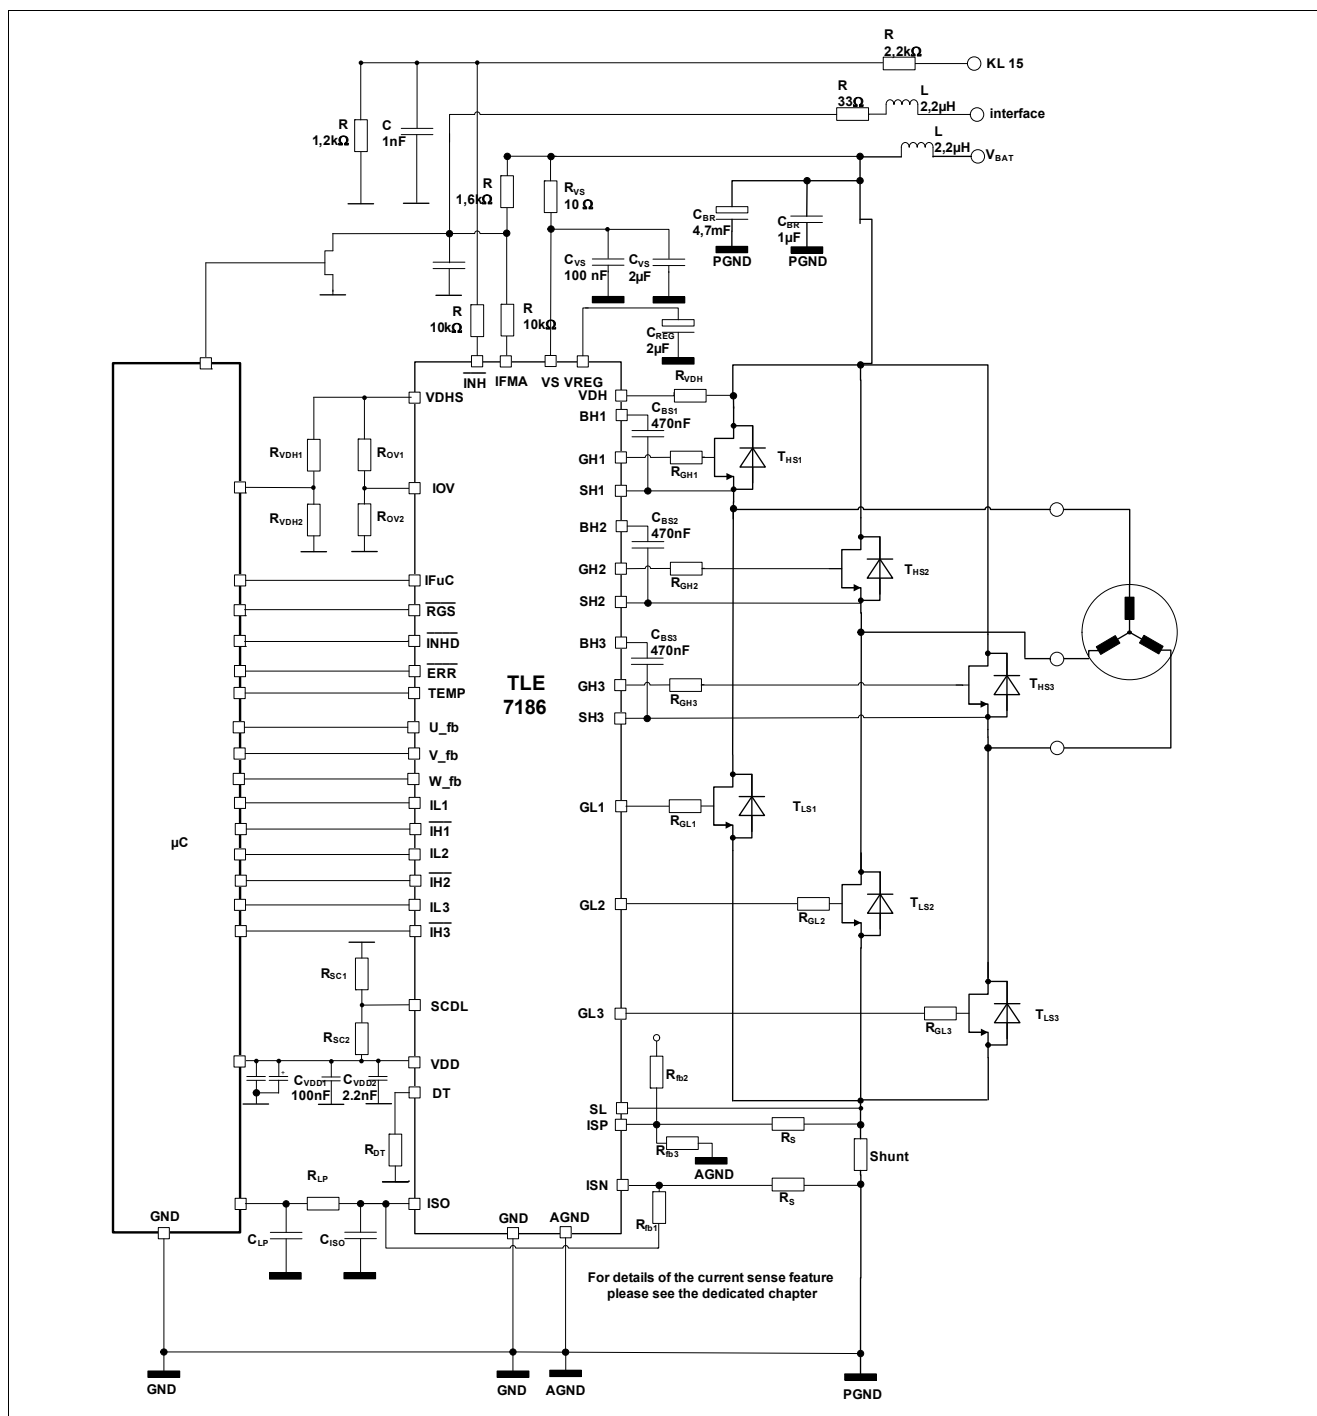 R
2,2kΩ
KL 15
R
33Ω
L
2,2µH
interface
L
2,2µH
VBAT
R
1,2kΩ
C
1nF
R
1,6kΩ
RVS
10 Ω
CBR
4,7mF
PGND
CBR
1µF
PGND
CVS
100 nF
CVS
2µF
R
10kΩ
R
10kΩ
CREG
2µF
INH
IFMA
VS
VREG
VDH
RVDH
VDHS
BH1
CBS1
470nF
RVDH1
ROV1
GH1
RGH1
THS1
IOV
SH1
RVDH2
ROV2
BH2
CBS2
470nF
GH2
RGH2
THS2
IFuC
SH2
RGS
INHD
BH3
CBS3
470nF
ERR
TEMP
TLE
7186
GH3
RGH3
THS3
SH3
U_fb
V_fb
W_fb
IL1
GL1
RGL1
TLS1
IH1
µC
IL2
IH2
IL3
GL2
RGL2
TLS2
IH3
RSC1
SCDL
GL3
RGL3
TLS3
RSC2
VDD
CVDD1
100nF
CVDD2
2.2nF
DT
Rfb2
SL
ISP
RS
RDT
Rfb3
AGND
Shunt
RLP
ISO
ISN
RS
Rfb1
GND
GND
AGND
CLP
CISO
For details of the current sense feature
please see the dedicated chapter
GND
GND
AGND
PGND